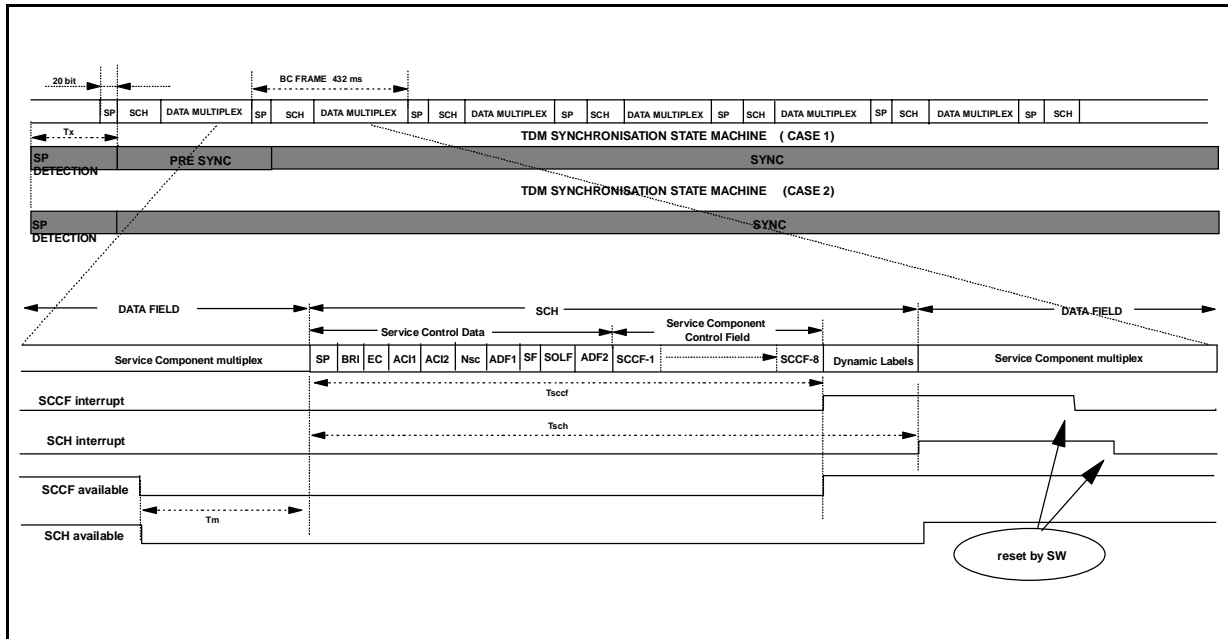 20 bit
BC FRAME 432 ms
SP SCH DATA MULTIPLEX SP SCH DATA MULTIPLEX SP SCH DATA MULTIPLEX SP SCH DATA MULTIPLEX SP SCH DATA MULTIPLEX SP SCH DATA MULTIPLEX SP SCH
Tx
TDM SYNCHRONISATION STATE MACHINE ( CASE 1)
SP DETECTION
PRE SYNC
SYNC
TDM SYNCHRONISATION STATE MACHINE (CASE 2)
SP DETECTION
SYNC
DATA FIELD
SCH
DATA FIELD
Service Control Data
Service Component Control Field
Service Component multiplex
SP BRI EC ACI1 ACI2 Nsc ADF1 SF SOLF ADF2 SCCF-1 SCCF-8 Dynamic Labels
Service Component multiplex
Tsccf
SCCF interrupt
Tsch
SCH interrupt
SCCF available
Tm
SCH available
reset by SW